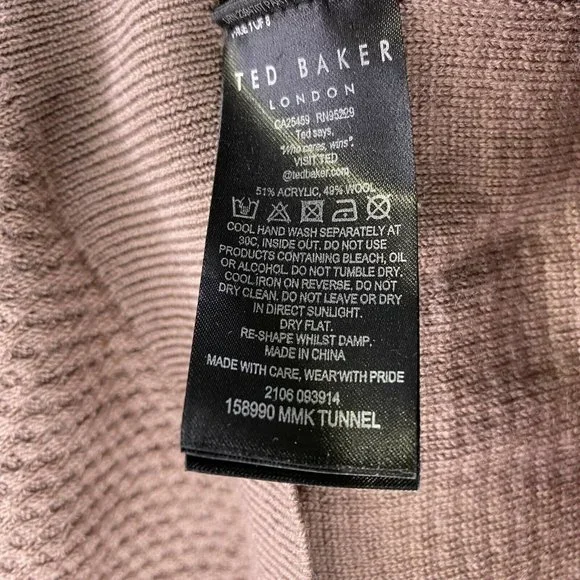 TED BAKER
LONDON
CA25459 RN95229
Ted says,
"Who cares, wins".
VISIT TED
@tedbaker.com
51% ACRYLIC, 49% WOOL
COOL HAND WASH SEPARATELY AT
30C, INSIDE OUT. DO NOT USE
PRODUCTS CONTAINING BLEACH, OIL
OR ALCOHOL. DO NOT TUMBLE DRY.
COOL IRON ON REVERSE. DO NOT
DRY CLEAN. DO NOT LEAVE OR DRY
IN DIRECT SUNLIGHT.
DRY FLAT.
RE-SHAPE WHILST DAMP.
MADE IN CHINA
MADE WITH CARE, WEAR WITH PRIDE
2106 093914
158990 MMK TUNNEL